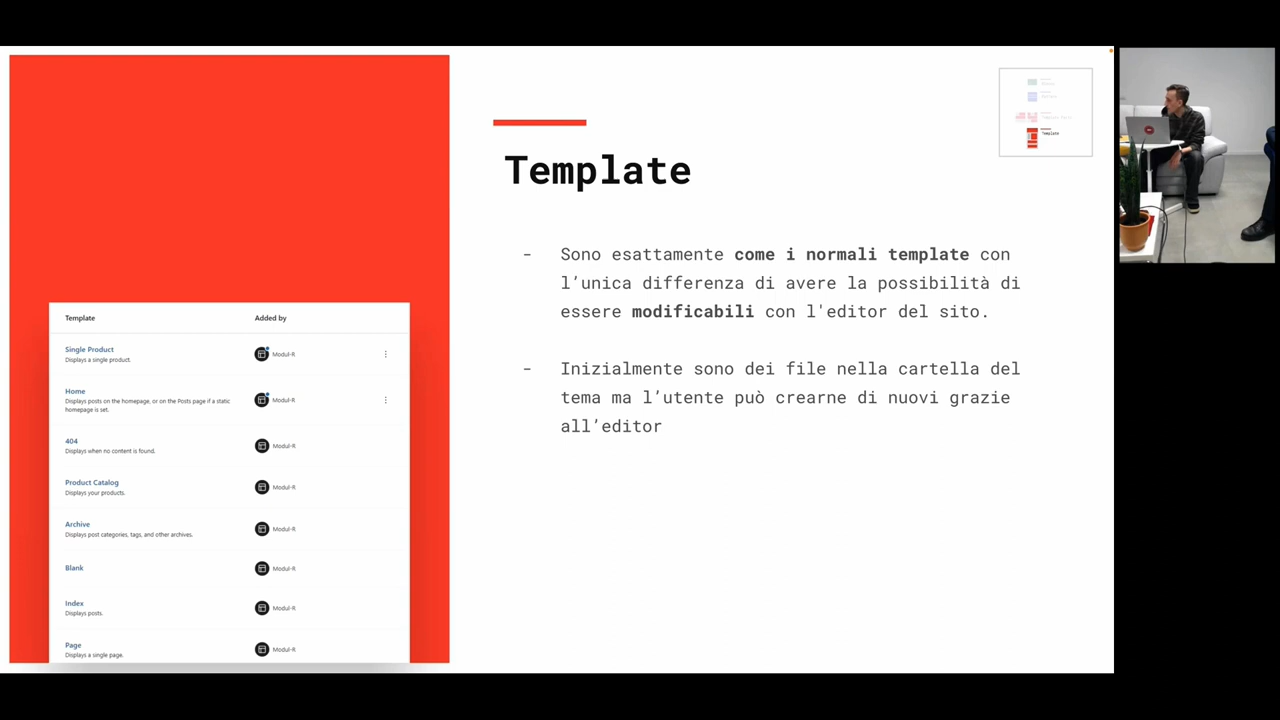 Template
- Sono esattamente come i normali template con
l’unica differenza di avere la possibilità di
essere modificabili con l'editor del sito.
- Inizialmente sono dei file nella cartella del
tema ma l’utente può crearne di nuovi grazie
all’editor
Template
Template Added by
Single Product Modul-R
Displays a single product.
Home Modul-R
Displays posts on the homepage, or on the Posts page if a static
homepage is set.
404 Modul-R
Displays when no content is found.
Product Catalog Modul-R
Displays your products.
Archive Modul-R
Displays post categories, tags, and other archives.
Blank Modul-R
Index Modul-R
Displays posts.
Page Modul-R
Displays a single page.